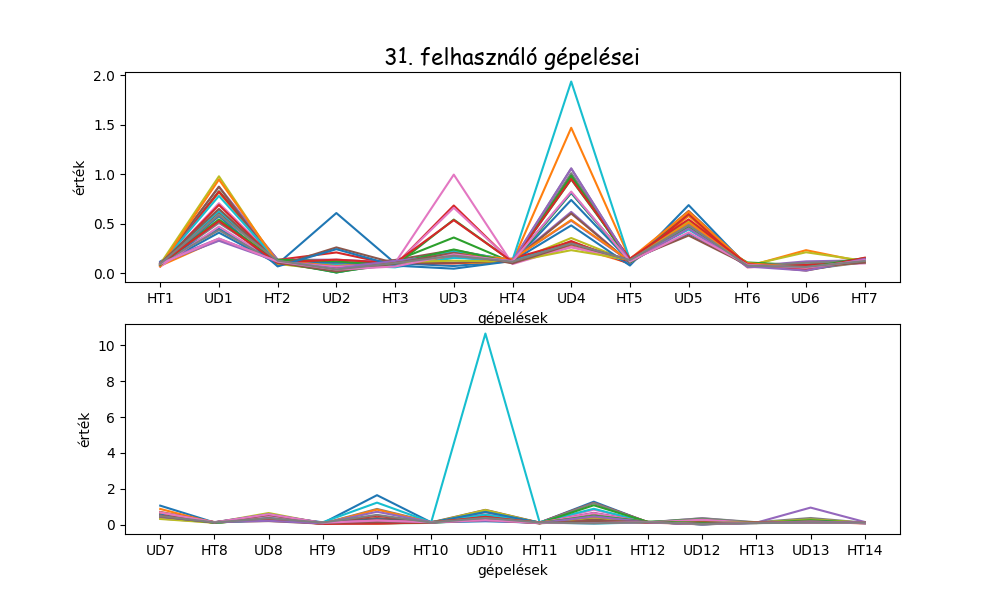 31. felhasználó gépelései
2.0
1.5
1.0
0.5
0.0
érték
HT1 UD1 HT2 UD2 HT3 UD3 HT4 UD4 HT5 UD5 HT6 UD6 HT7
gépelések
10
8
6
4
2
0
érték
UD7 HT8 UD8 HT9 UD9 HT10 UD10 HT11 UD11 HT12 UD12 HT13 UD13 HT14
gépelések